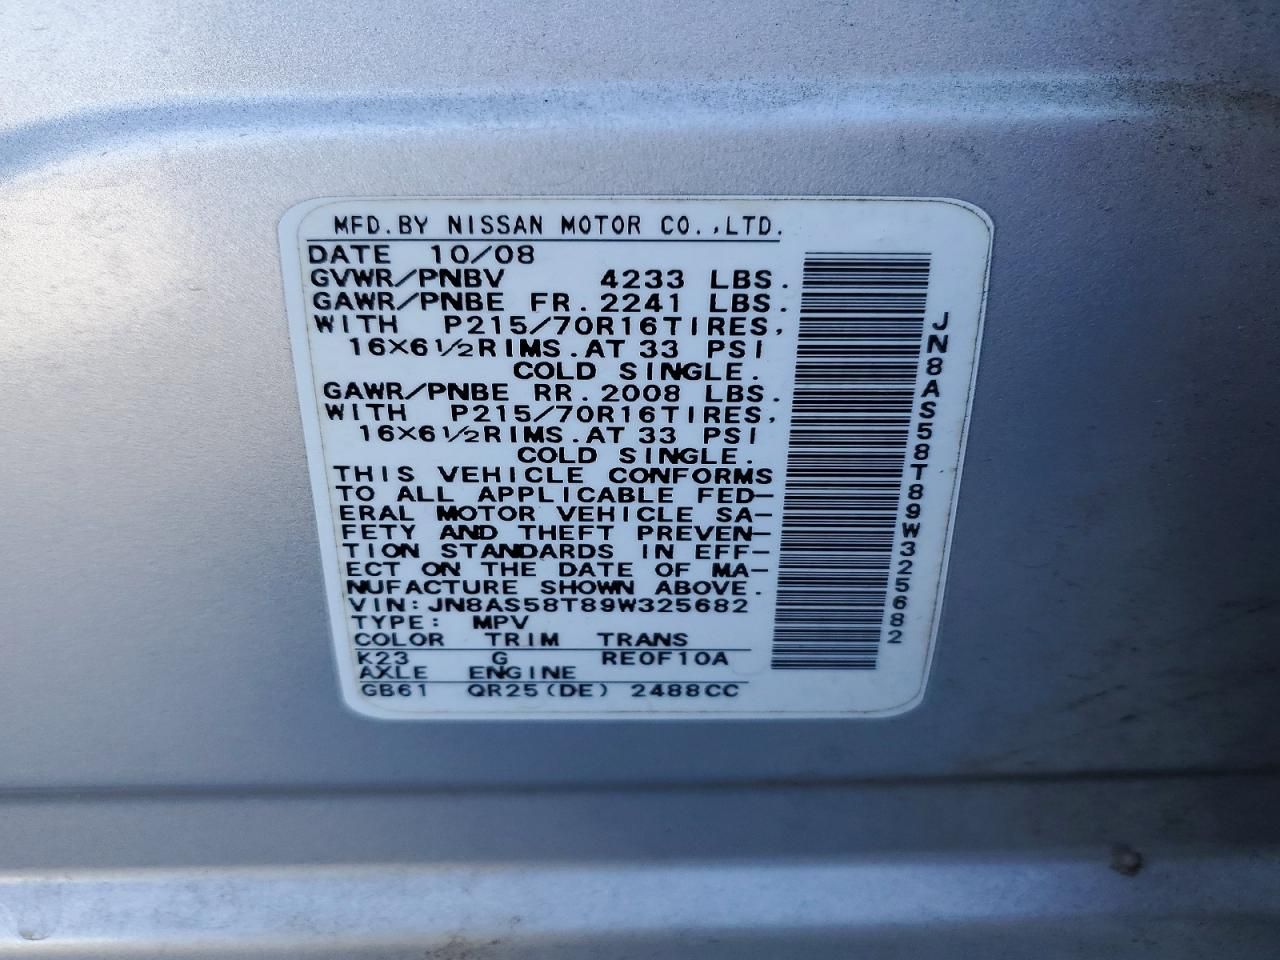 MFD.BY NISSAN MOTOR CO.,LTD.
DATE 10/08
GVWR/PNBV 4233 LBS.
GAWR/PNBE FR.2241 LBS.
WITH P215/70R16TIRES,
16X6½RIMS.AT 33 PSI
COLD SINGLE.
GAWR/PNBE RR.2008 LBS.
WITH P215/70R16TIRES,
16X6½RIMS.AT 33 PSI
COLD SINGLE.
THIS VEHICLE CONFORMS
TO ALL APPLICABLE FED-
ERAL MOTOR VEHICLE SA-
FETY AND THEFT PREVEN-
TION STANDARDS IN EFF-
ECT ON THE DATE OF MA-
NUFACTURE SHOWN ABOVE.
VIN:JN8AS58T89W325682
TYPE: MPV
COLOR TRIM TRANS
K23 G RE0F10A
AXLE ENGINE
GB61 QR25(DE) 2488CC
JN8AS58T89W325682